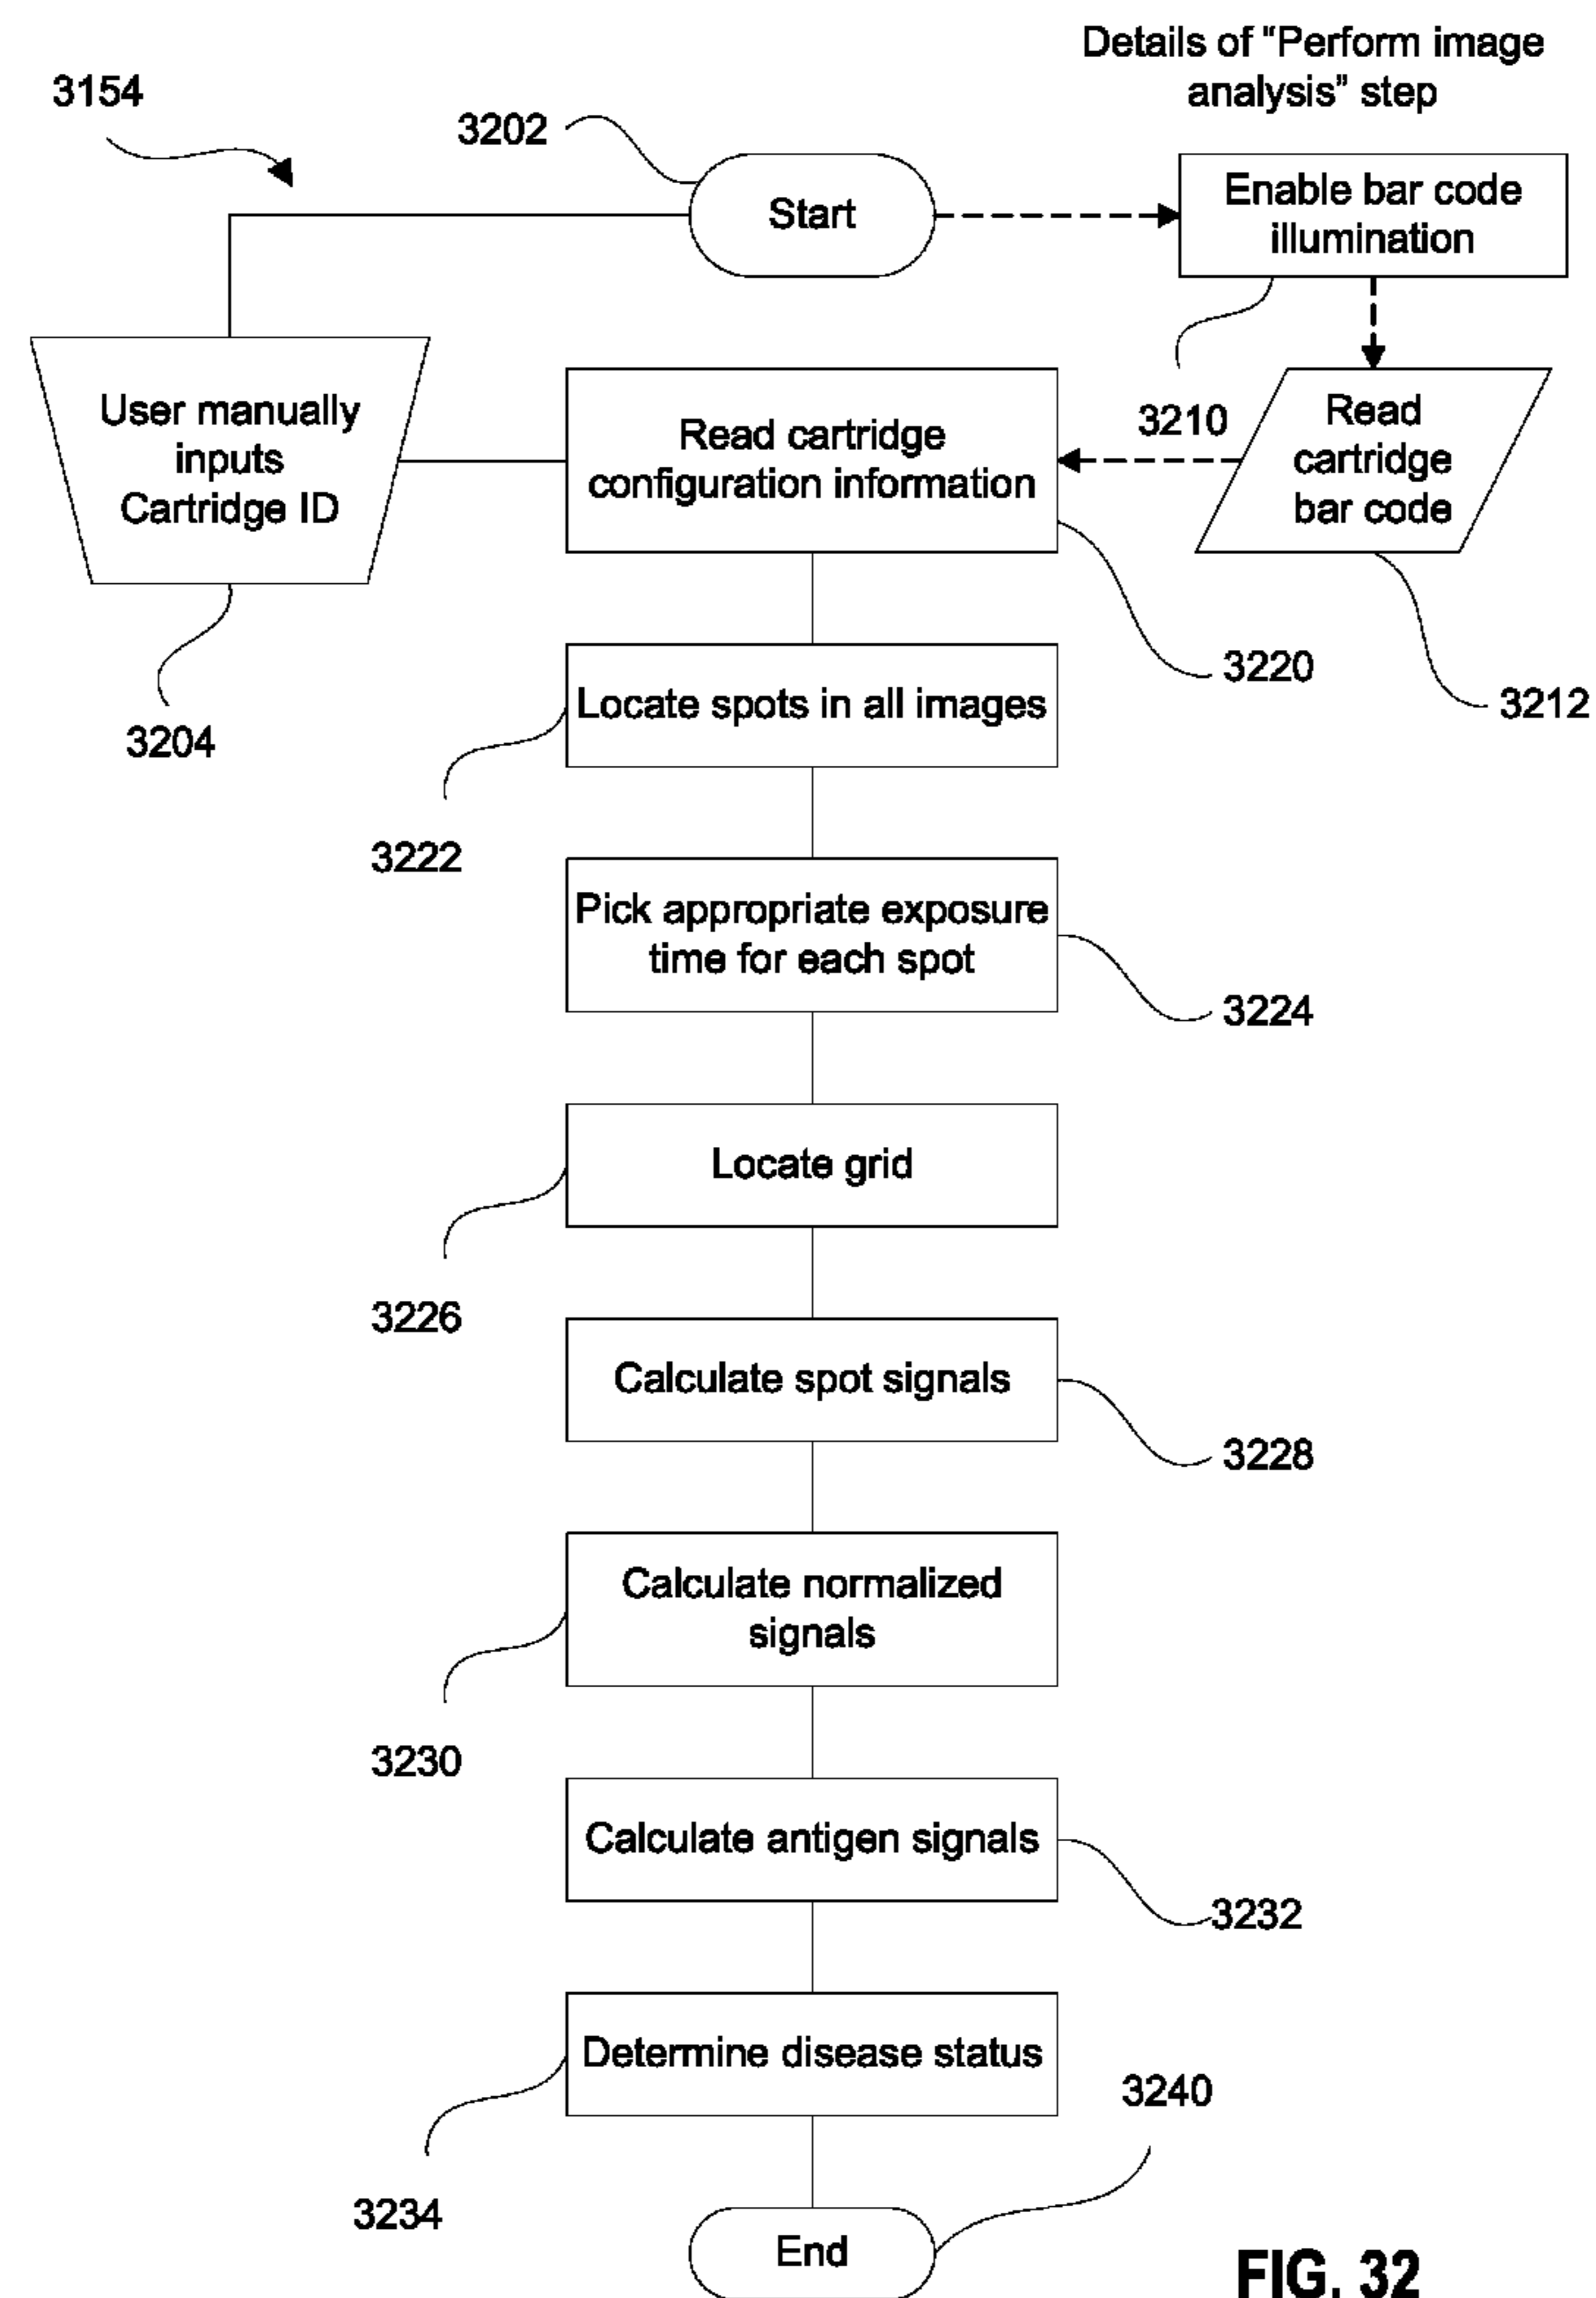 Details of "Perform image
analysis" step
3154
3202
Start
Enable bar code
illumination
User manually
inputs
Cartridge ID
Read cartridge
configuration information
3210
Read
cartridge
bar code
3220
3212
3204
Locate spots in all images
3222
Pick appropriate exposure
time for each spot
3224
Locate grid
3226
Calculate spot signals
3228
Calculate normalized
signals
3230
Calculate antigen signals
3232
Determine disease status
3240
3234
End
FIG. 32